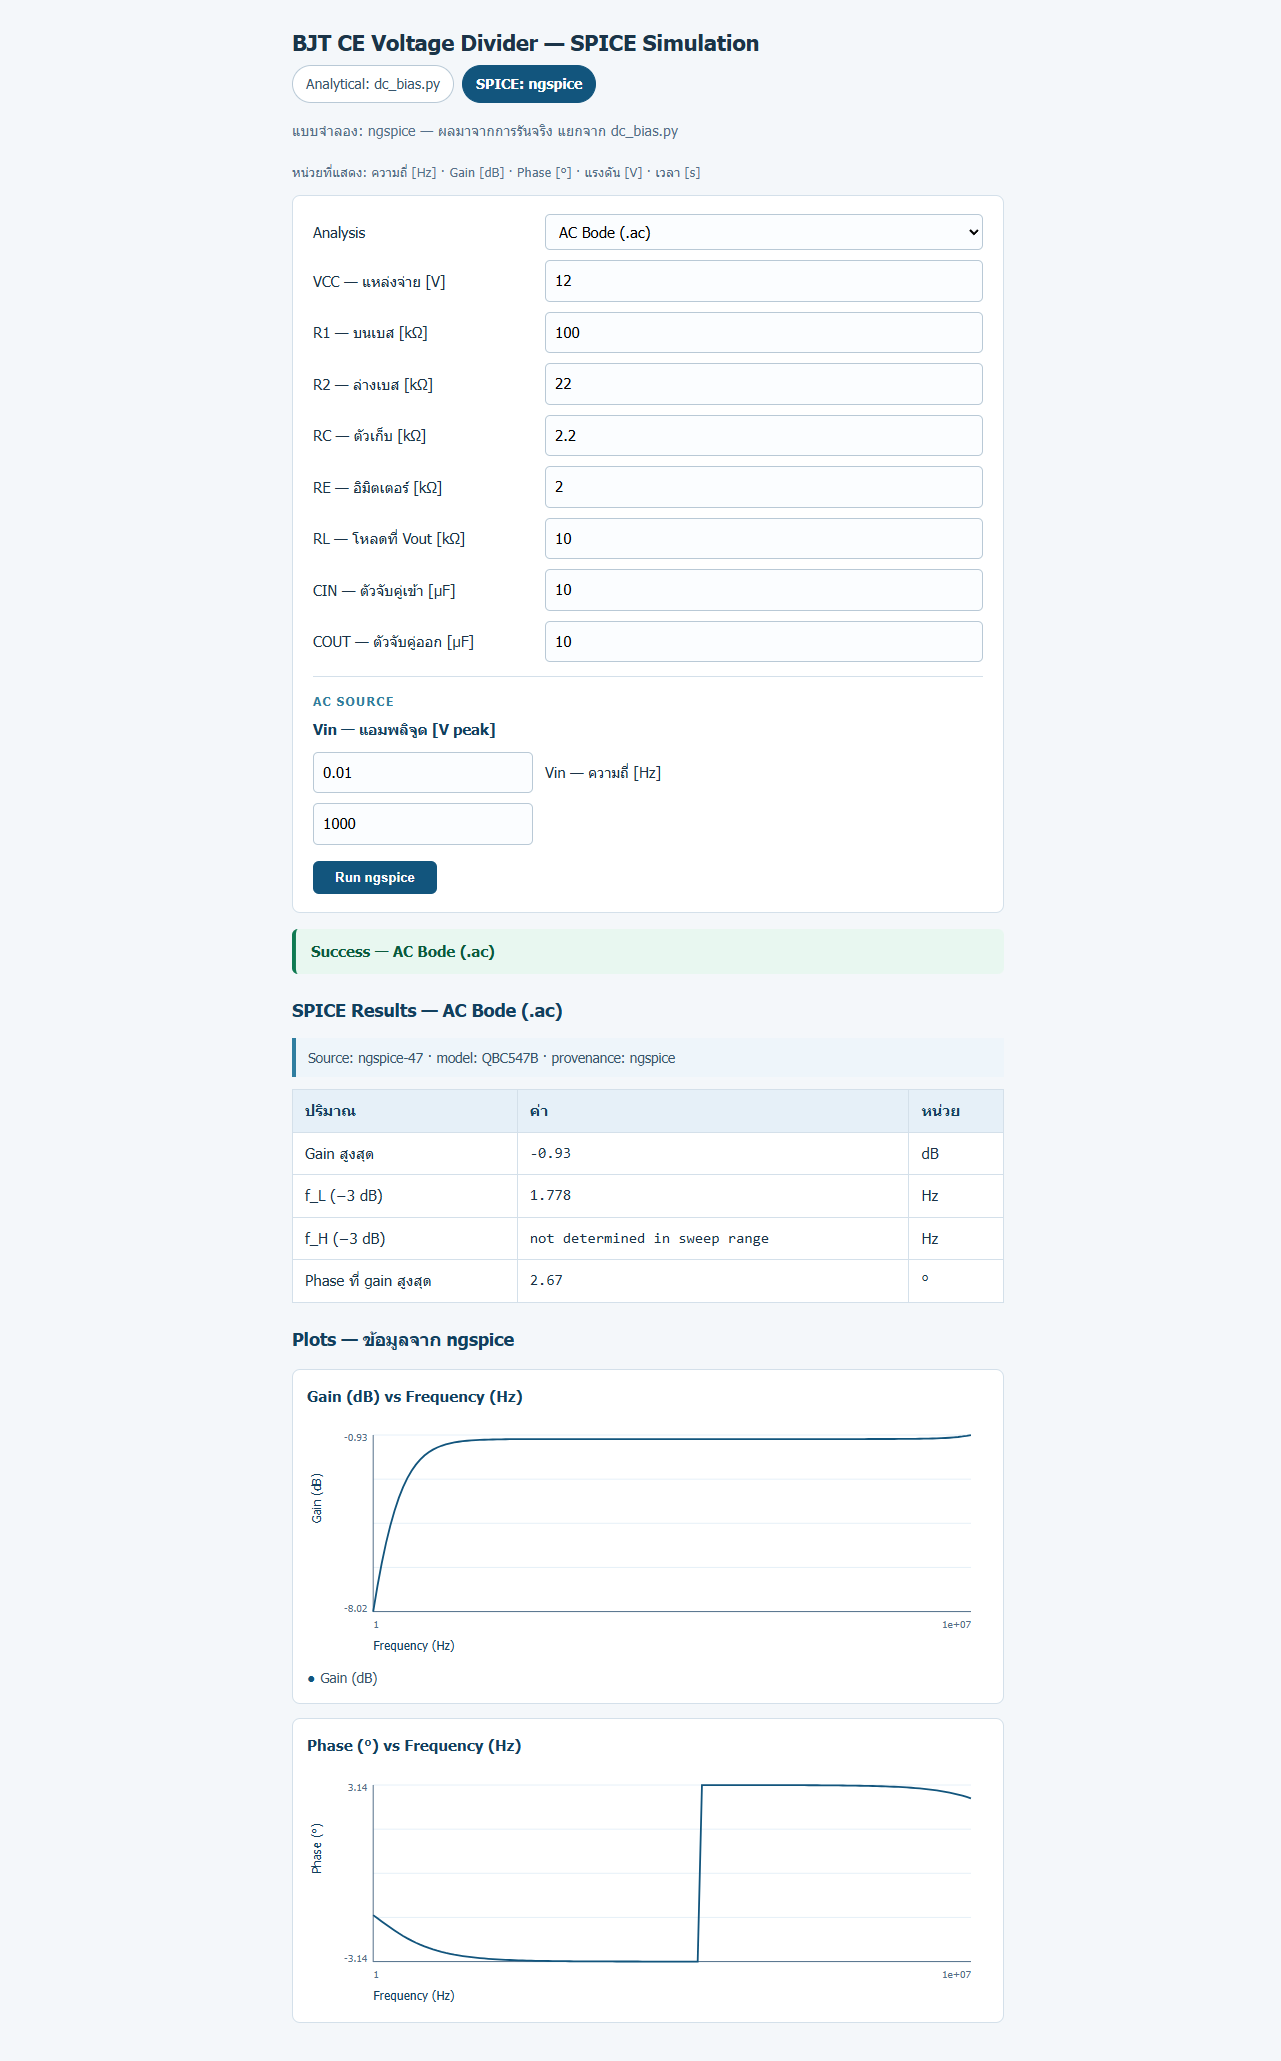 BJT CE Voltage Divider — SPICE Simulation
Analytical: dc_bias.py
SPICE: ngspice
แบบจำลอง: ngspice — ผลมาจากการรันจริง แยกจาก dc_bias.py
หน่วยที่แสดง: ความถี่ [Hz] · Gain [dB] · Phase [°] · แรงดัน [V] · เวลา [s]
Analysis
AC Bode (.ac)
VCC — แหล่งจ่าย [V]
12
R1 — บนเบส [kΩ]
100
R2 — ล่างเบส [kΩ]
22
RC — ตัวเก็บ [kΩ]
2.2
RE — อิมิตเตอร์ [kΩ]
2
RL — โหลดที่ Vout [kΩ]
10
CIN — ตัวจับคู่เข้า [µF]
10
COUT — ตัวจับคู่ออก [µF]
10
AC SOURCE
Vin — แอมพลิจูด [V peak]
0.01
Vin — ความถี่ [Hz]
1000
Run ngspice
Success — AC Bode (.ac)
SPICE Results — AC Bode (.ac)
Source: ngspice-47 · model: QBC547B · provenance: ngspice
ปริมาณ ค่า หน่วย
Gain สูงสุด -0.93 dB
f_L (−3 dB) 1.778 Hz
f_H (−3 dB) not determined in sweep range Hz
Phase ที่ gain สูงสุด 2.67 °
Plots — ข้อมูลจาก ngspice
Gain (dB) vs Frequency (Hz)
-0.93
Gain (dB)
-8.02
1 1e+07
Frequency (Hz)
● Gain (dB)
Phase (°) vs Frequency (Hz)
3.14
Phase (°)
-3.14
1 1e+07
Frequency (Hz)